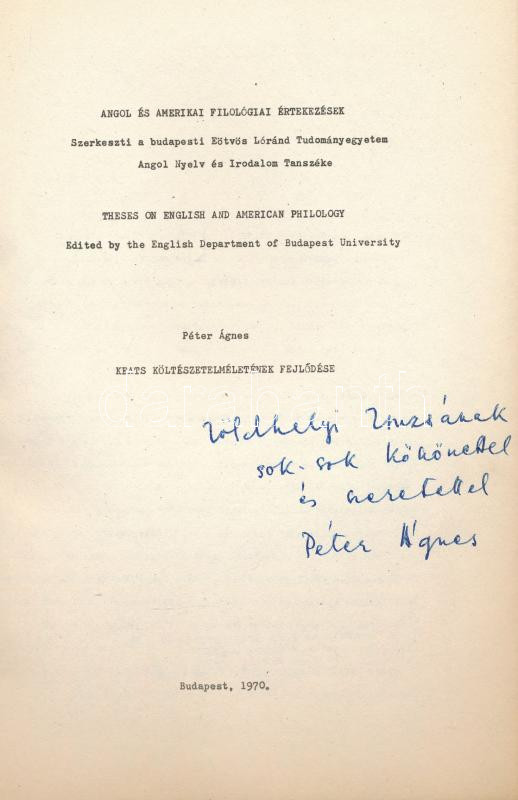 ANGOL ÉS AMERIKAI FILOLÓGIAI ÉRTEKEZÉSEK
Szerkeszti a budapesti Eötvös Lóránd Tudományegyetem
Angol Nyelv és Irodalom Tanszéke
THESES ON ENGLISH AND AMERICAN PHILOLOGY
Edited by the English Department of Budapest University
Péter Ágnes
KEATS KÖLTÉSZETELMÉLETÉNEK FEJLŐDÉSE
Zöldhelyi Zsuzsának
sok-sok köszönettel
és szeretettel
Péter Ágnes
Budapest, 1970.